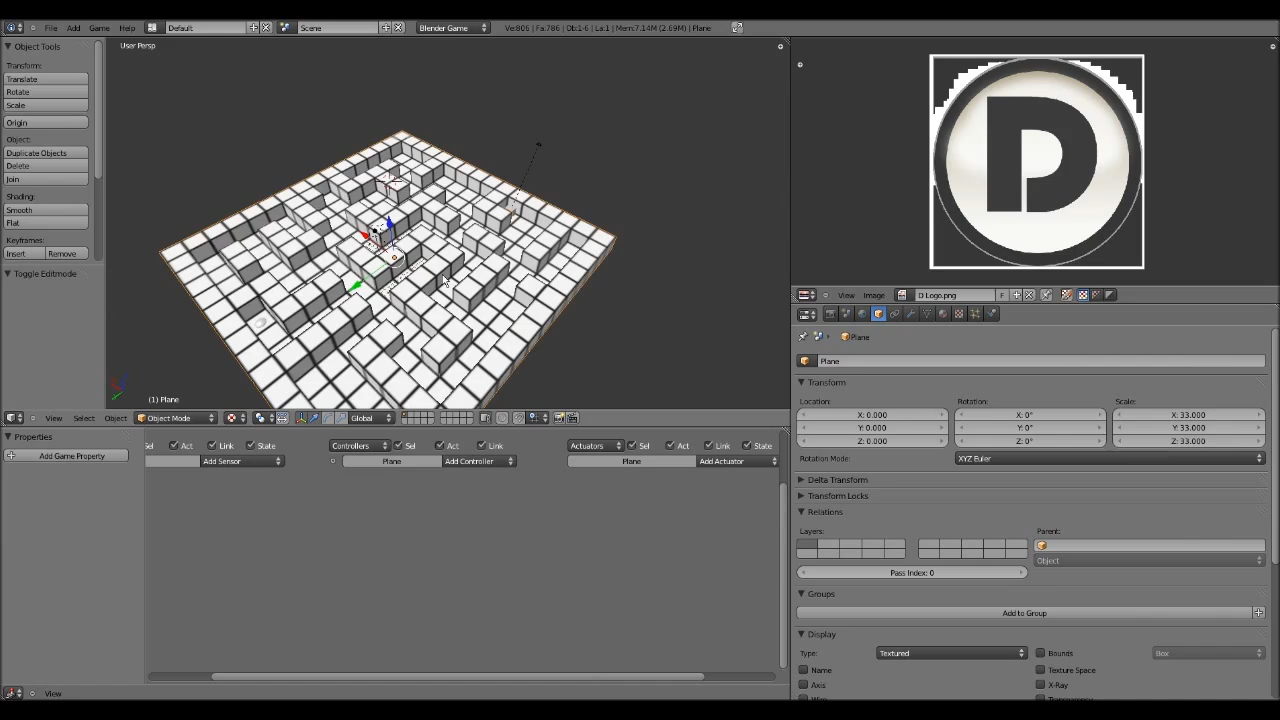 File Add Game Help Default Scene Blender Game Ve:806 | Fa:786 | Ob:1-6 | La:1 | Mem:7.14M (2.69M) | Plane
Object Tools
User Persp
Transform:
Translate
Rotate
Scale
Origin
Object:
Duplicate Objects
Delete
Join
Shading:
Smooth
Flat
Keyframes:
Insert Remove
Toggle Editmode
(1) Plane
View Select Object Object Mode Global
D
View Image D Logo.png F
Plane
Plane
Transform
Location: Rotation: Scale:
X: 0.000 X: 0° X: 33.000
Y: 0.000 Y: 0° Y: 33.000
Z: 0.000 Z: 0° Z: 33.000
Rotation Mode: XYZ Euler
Delta Transform
Transform Locks
Relations
Layers: Parent:
Object
Pass Index: 0
Groups
Add to Group
Display
Type: Textured Bounds Box
Name Texture Space
Axis X-Ray
Properties
Add Game Property
Sel Act Link State Controllers Sel Act Link Actuators Sel Act Link State
Add Sensor Plane Add Controller Plane Add Actuator
View